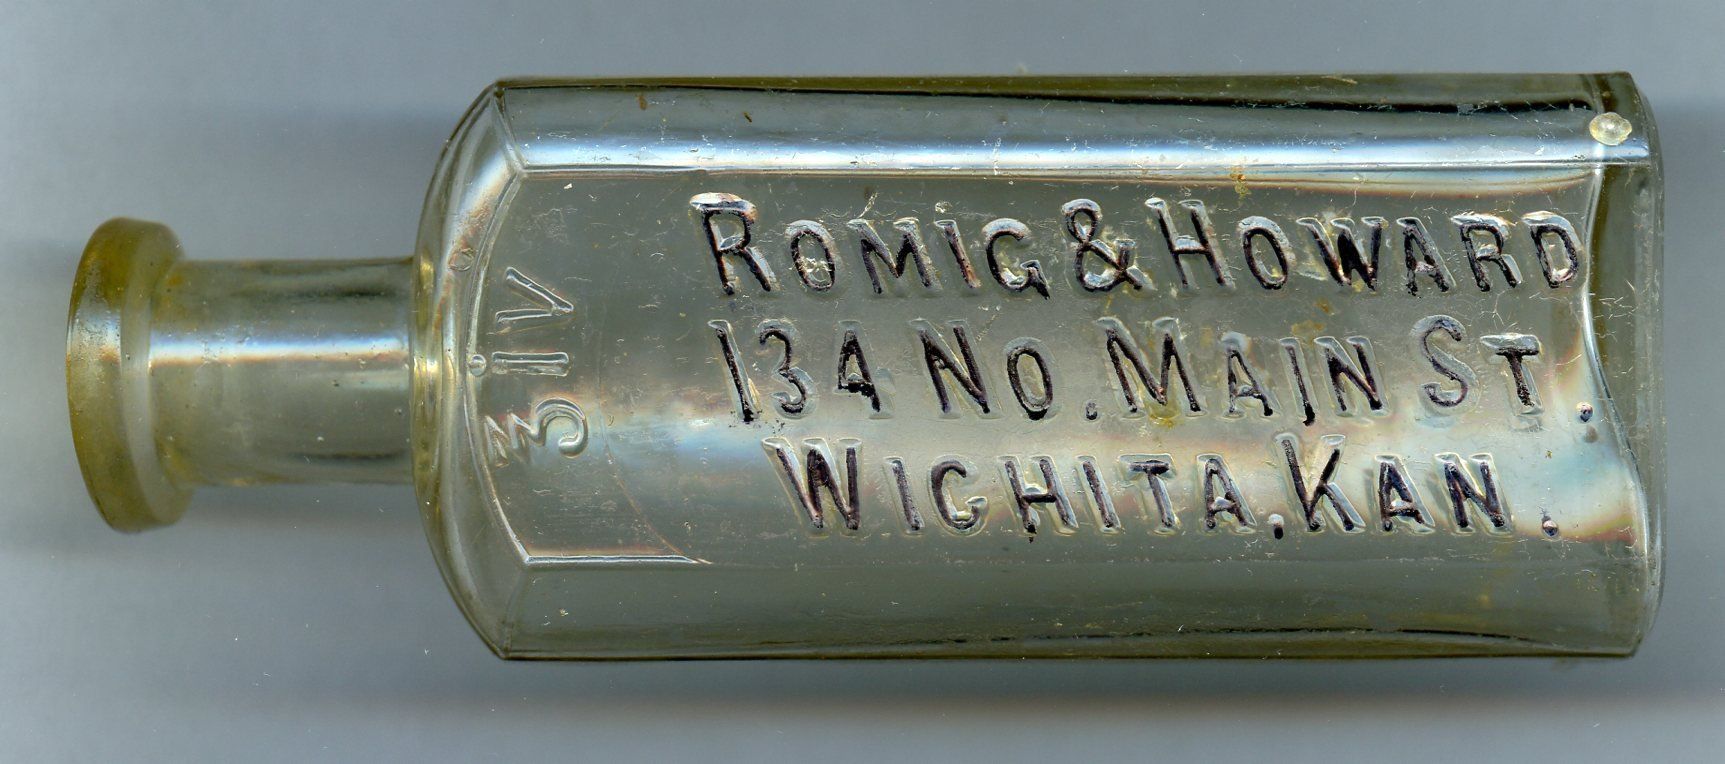 ℥iV
ROMIG & HOWARD
134 NO. MAIN ST.
WICHITA, KAN.